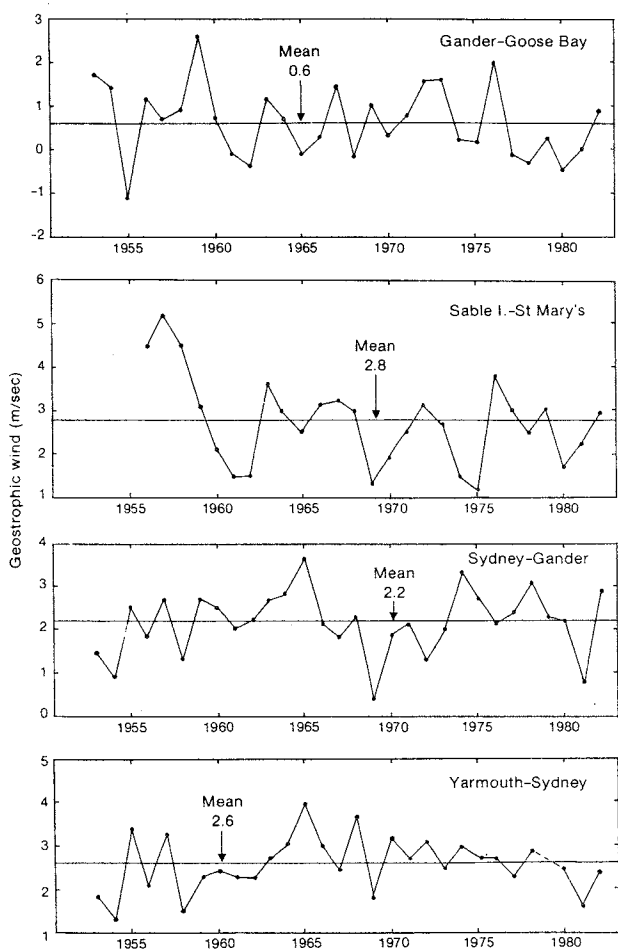 3
Gander-Goose Bay
Mean
0.6
2
1
0
-1
-2
1955 1960 1965 1970 1975 1980
6
Sable I.-St Mary's
5
Mean
2.8
4
3
2
1
1955 1960 1965 1970 1975 1980
Geostrophic wind (m/sec)
4
Sydney-Gander
Mean
2.2
3
2
1
0
1955 1960 1965 1970 1975 1980
5
Yarmouth-Sydney
Mean
2.6
4
3
2
1
1955 1960 1965 1970 1975 1980